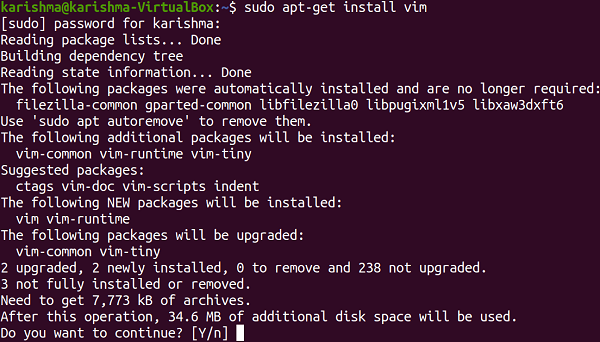 karishma@karishma-VirtualBox:~$ sudo apt-get install vim
[sudo] password for karishma:
Reading package lists... Done
Building dependency tree
Reading state information... Done
The following packages were automatically installed and are no longer required:
  filezilla-common gparted-common libfilezilla0 libpugixml1v5 libxaw3dxft6
Use 'sudo apt autoremove' to remove them.
The following additional packages will be installed:
  vim-common vim-runtime vim-tiny
Suggested packages:
  ctags vim-doc vim-scripts indent
The following NEW packages will be installed:
  vim vim-runtime
The following packages will be upgraded:
  vim-common vim-tiny
2 upgraded, 2 newly installed, 0 to remove and 238 not upgraded.
3 not fully installed or removed.
Need to get 7,773 kB of archives.
After this operation, 34.6 MB of additional disk space will be used.
Do you want to continue? [Y/n]